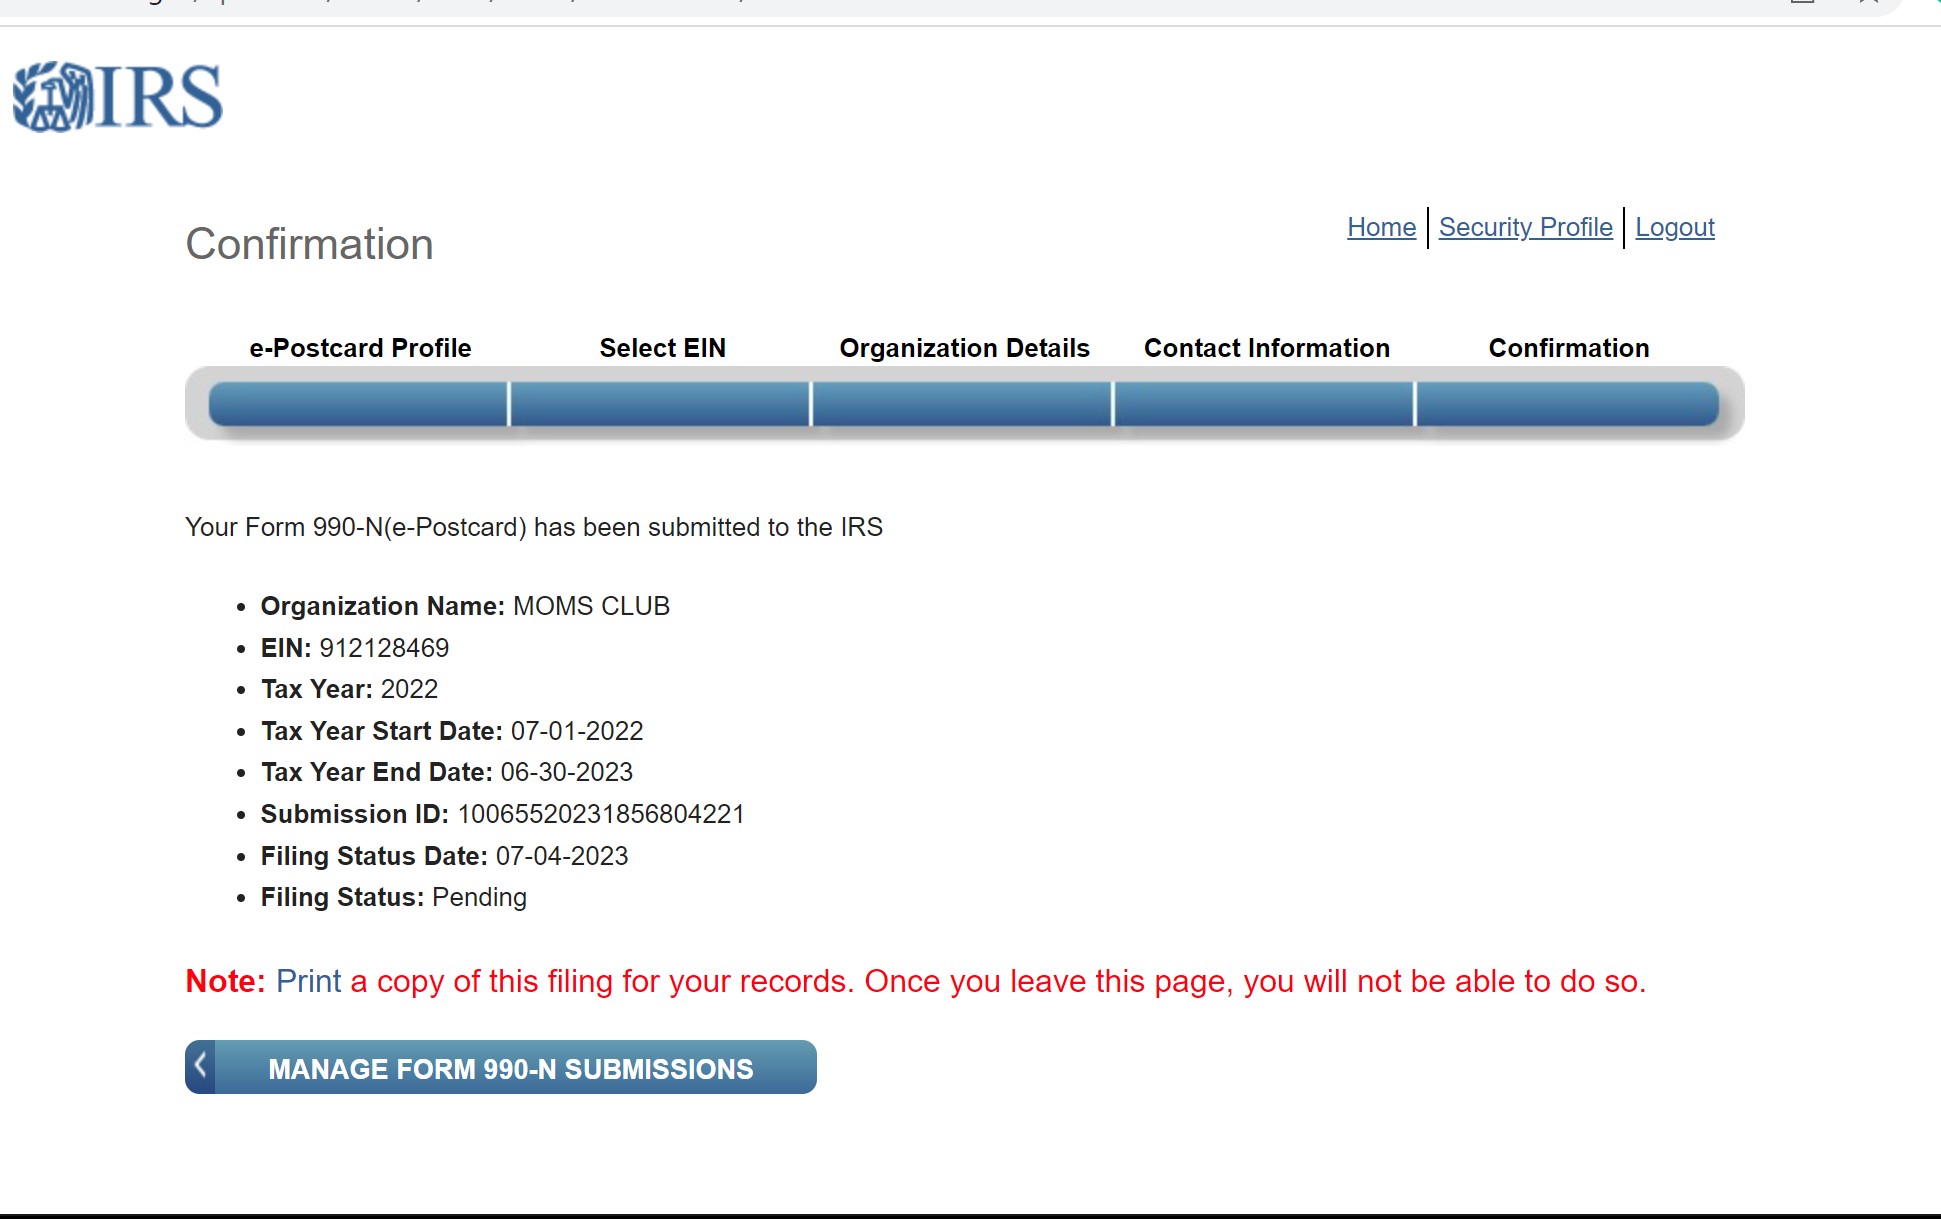 IRS
Confirmation
Home Security Profile Logout
e-Postcard Profile Select EIN Organization Details Contact Information Confirmation
Your Form 990-N(e-Postcard) has been submitted to the IRS
• Organization Name: MOMS CLUB
• EIN: 912128469
• Tax Year: 2022
• Tax Year Start Date: 07-01-2022
• Tax Year End Date: 06-30-2023
• Submission ID: 10065520231856804221
• Filing Status Date: 07-04-2023
• Filing Status: Pending
Note: Print a copy of this filing for your records. Once you leave this page, you will not be able to do so.
MANAGE FORM 990-N SUBMISSIONS